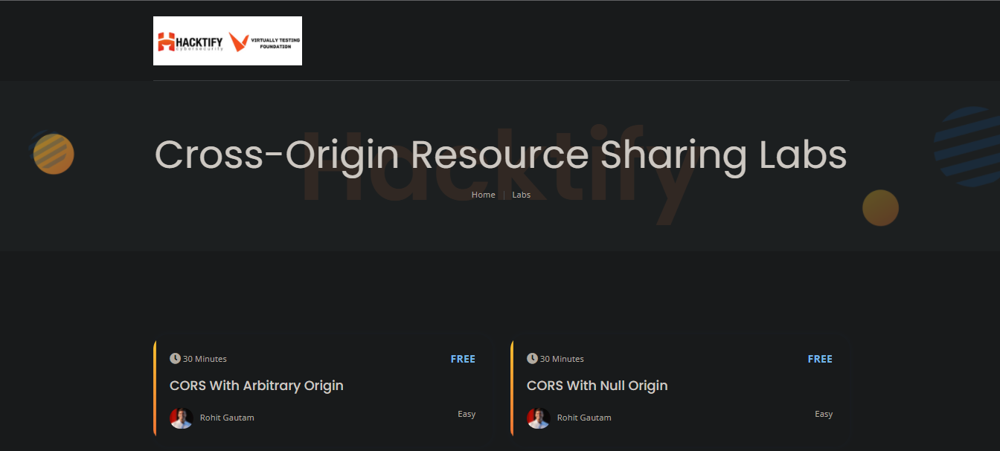 HACKTIFY
cybersecurity
VIRTUALLY TESTING
FOUNDATION
Hacktify
Cross-Origin Resource Sharing Labs
Home | Labs
30 Minutes FREE
CORS With Arbitrary Origin
Rohit Gautam Easy
30 Minutes FREE
CORS With Null Origin
Rohit Gautam Easy